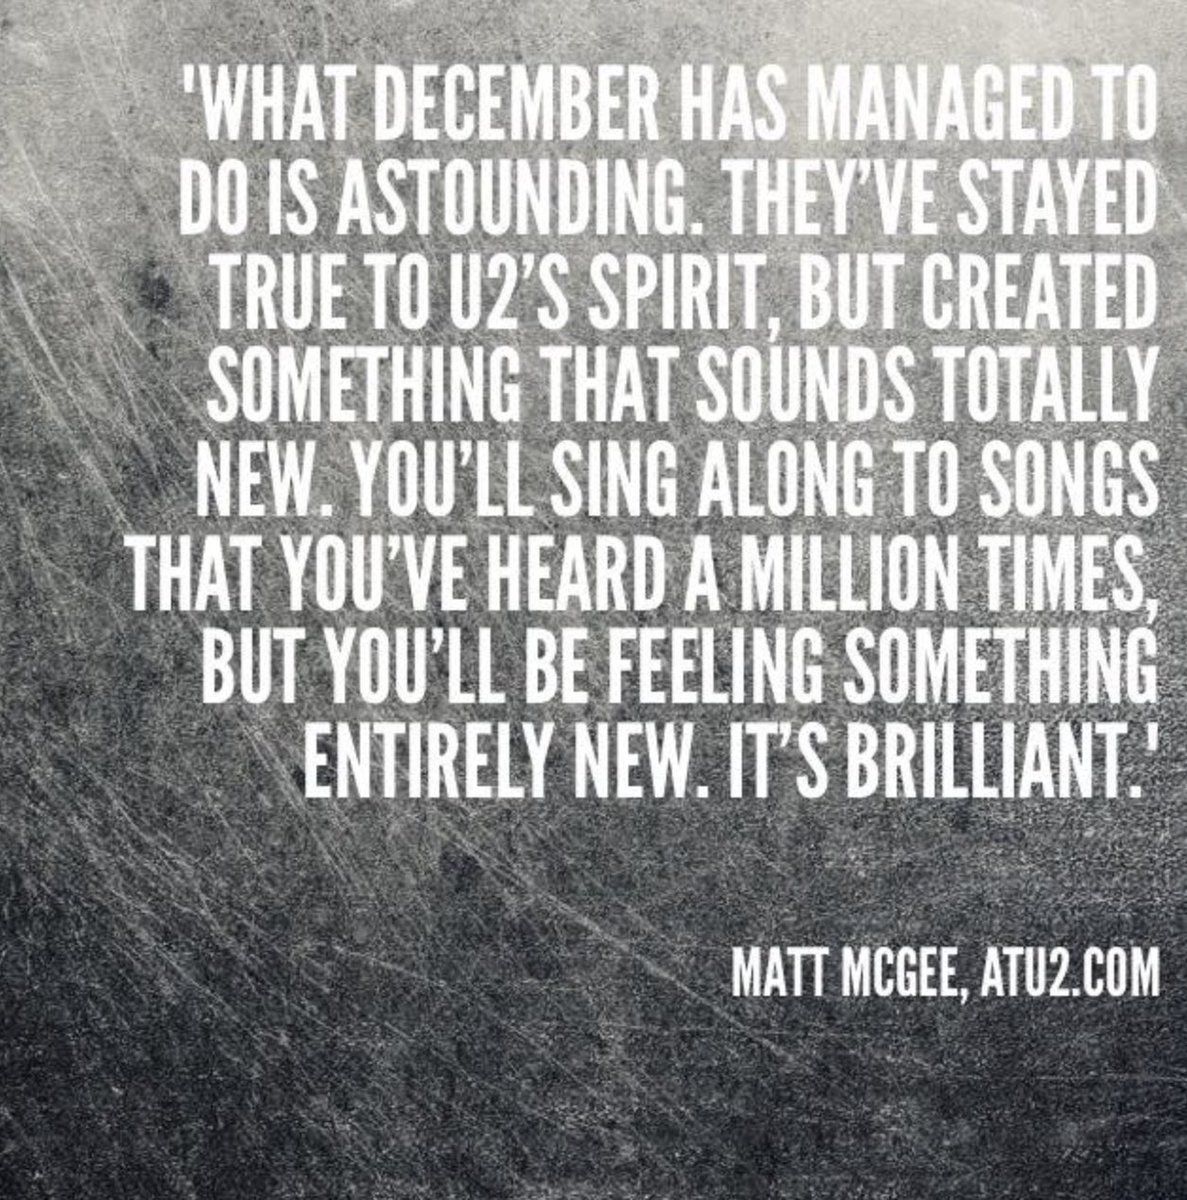 'WHAT DECEMBER HAS MANAGED TO
DO IS ASTOUNDING. THEY’VE STAYED
TRUE TO U2’S SPIRIT, BUT CREATED
SOMETHING THAT SOUNDS TOTALLY
NEW. YOU’LL SING ALONG TO SONGS
THAT YOU’VE HEARD A MILLION TIMES,
BUT YOU’LL BE FEELING SOMETHING
ENTIRELY NEW. IT’S BRILLIANT.'
MATT MCGEE, ATU2.COM